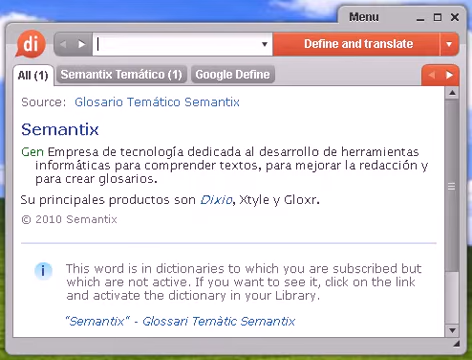 Menu
di
Define and translate
All (1)
Semantix Temático (1)
Google Define
Source: Glosario Temático Semantix
Semantix
Gen Empresa de tecnología dedicada al desarrollo de herramientas
informáticas para comprender textos, para mejorar la redacción y
para crear glosarios.
Su principales productos son Dixio, Xtyle y Gloxr.
© 2010 Semantix
i
This word is in dictionaries to which you are subscribed but
which are not active. If you want to see it, click on the link
and activate the dictionary in your Library.
"Semantix" - Glossari Temàtic Semantix